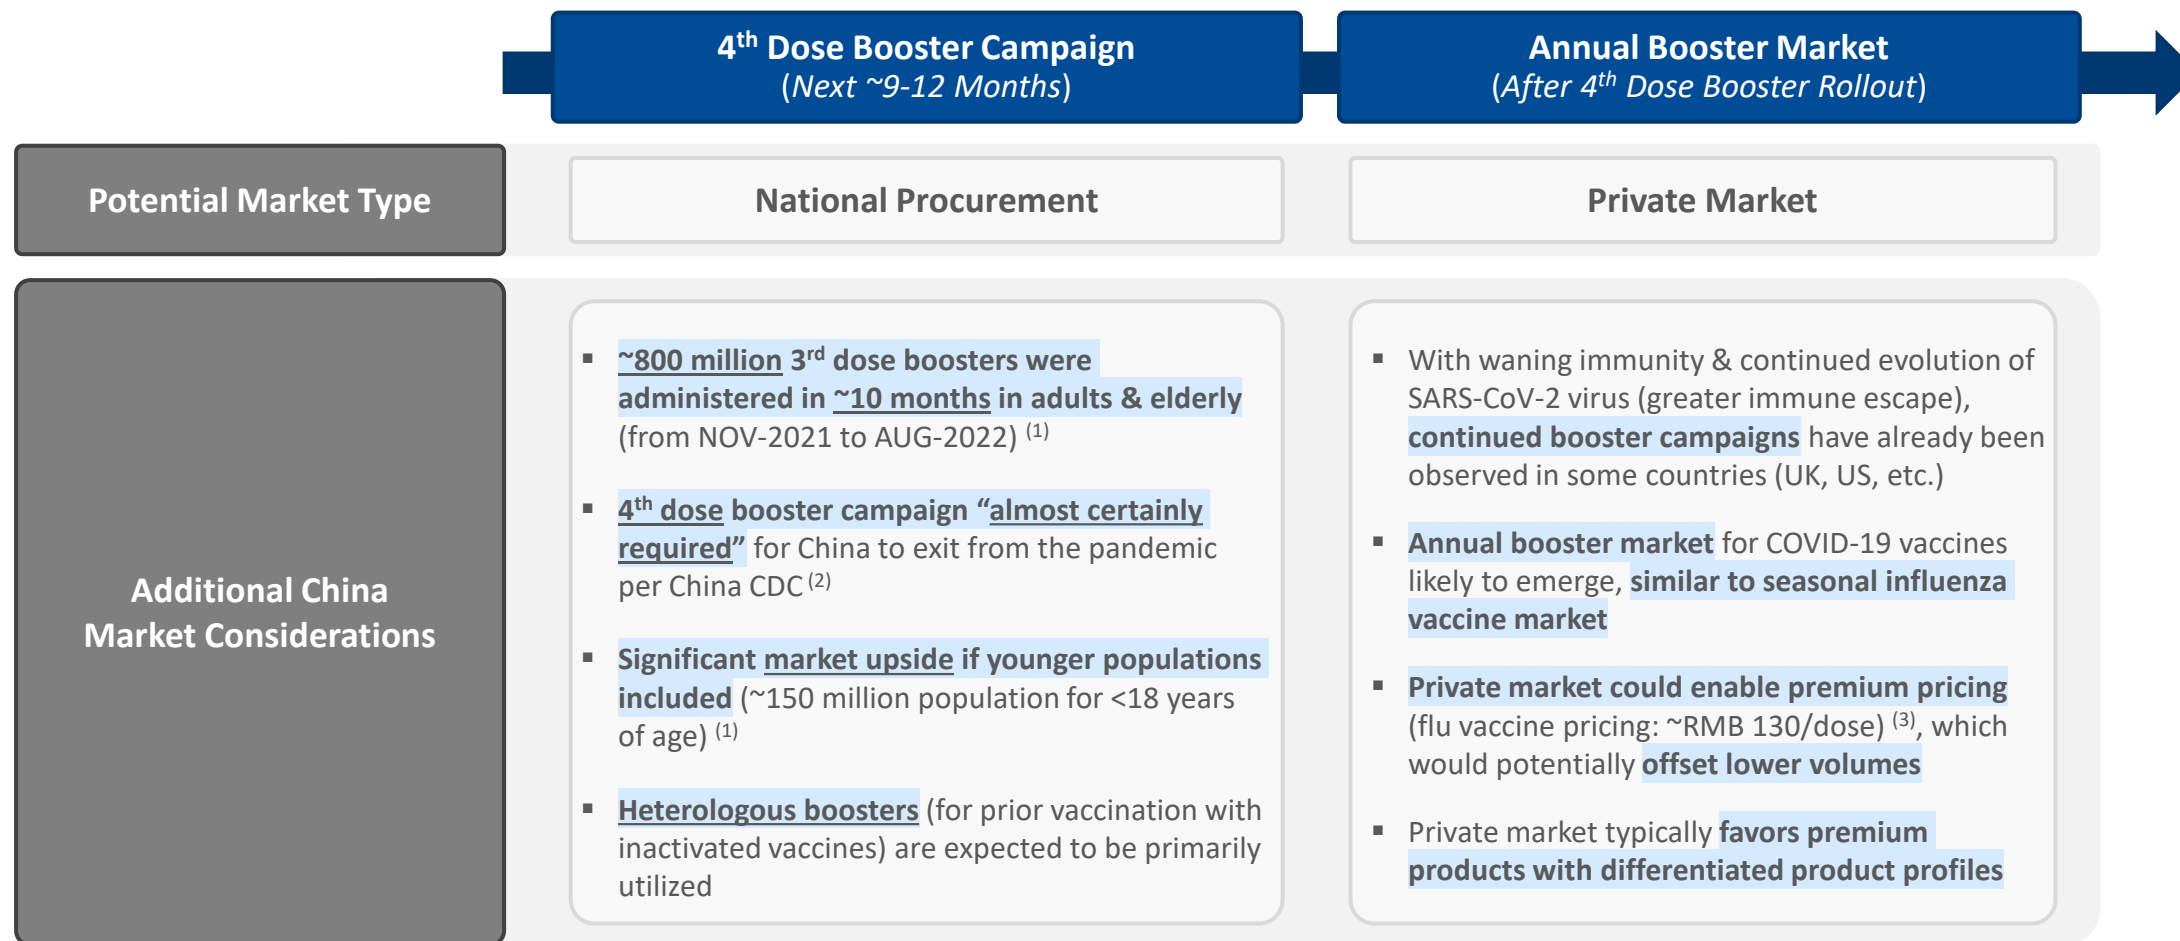 4th Dose Booster Campaign
(Next ~9-12 Months)
Annual Booster Market
(After 4th Dose Booster Rollout)
Potential Market Type
National Procurement
Private Market
Additional China
Market Considerations
▪ ~800 million 3rd dose boosters were
administered in ~10 months in adults & elderly
(from NOV-2021 to AUG-2022) (1)
▪ 4th dose booster campaign “almost certainly
required” for China to exit from the pandemic
per China CDC (2)
▪ Significant market upside if younger populations
included (~150 million population for <18 years
of age) (1)
▪ Heterologous boosters (for prior vaccination with
inactivated vaccines) are expected to be primarily
utilized
▪ With waning immunity & continued evolution of
SARS-CoV-2 virus (greater immune escape),
continued booster campaigns have already been
observed in some countries (UK, US, etc.)
▪ Annual booster market for COVID-19 vaccines
likely to emerge, similar to seasonal influenza
vaccine market
▪ Private market could enable premium pricing
(flu vaccine pricing: ~RMB 130/dose) (3), which
would potentially offset lower volumes
▪ Private market typically favors premium
products with differentiated product profiles